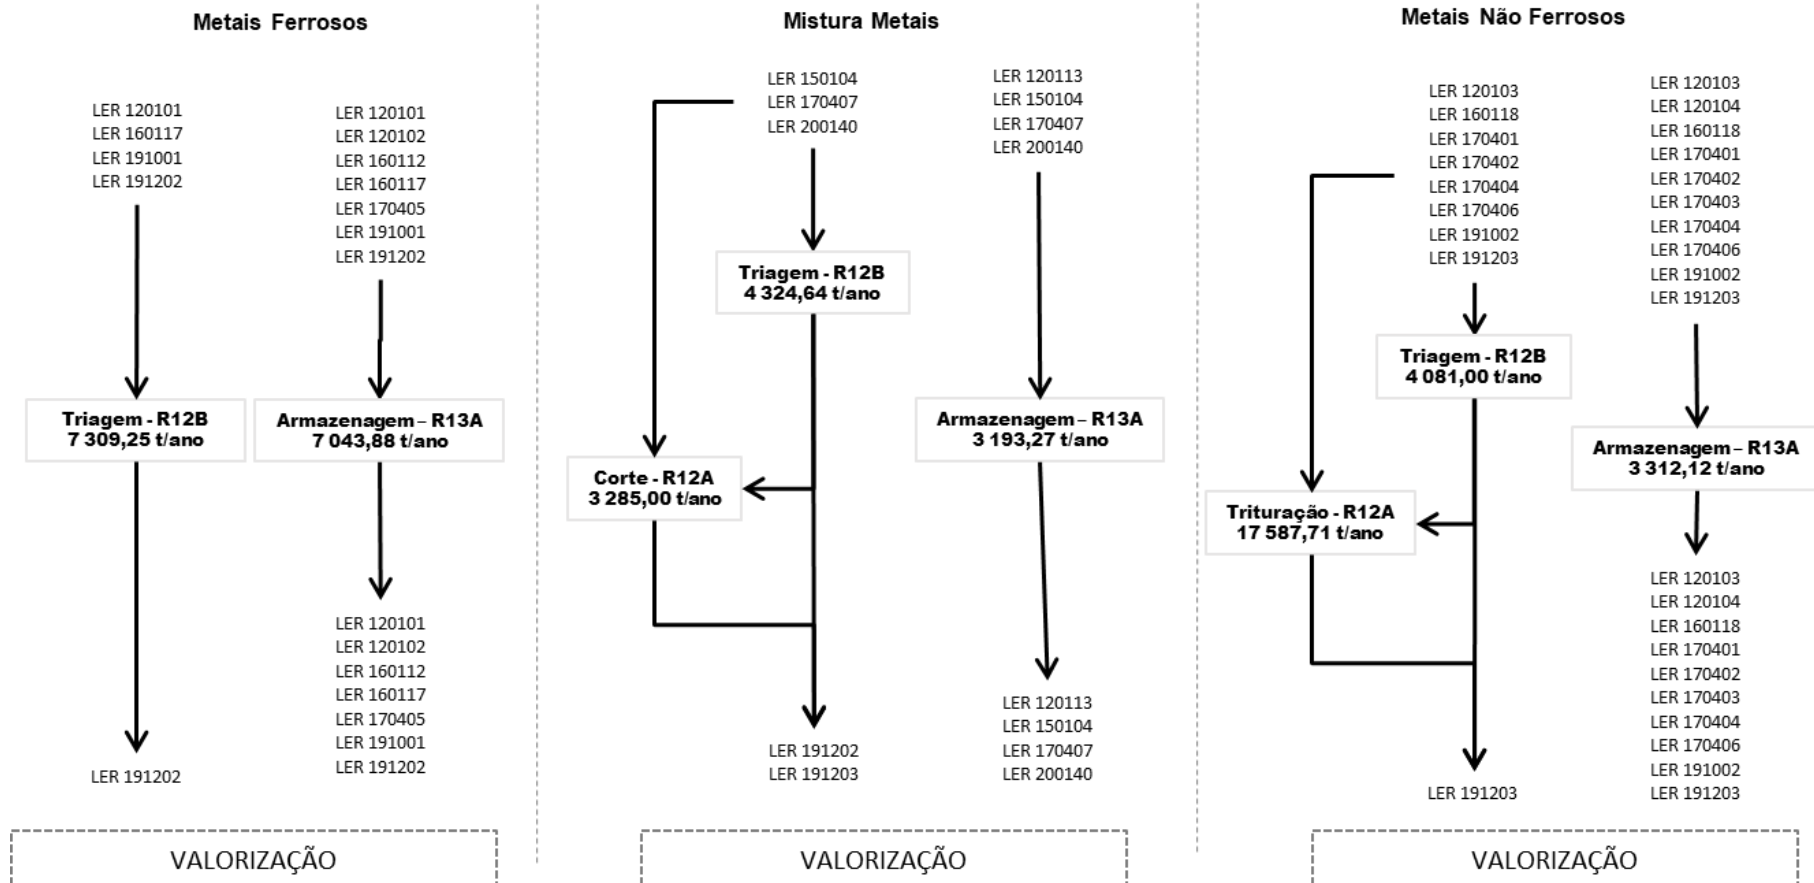 Metais Ferrosos
LER 120101
LER 160117
LER 191001
LER 191202
Triagem - R12B
7 309,25 t/ano
LER 191202
LER 120101
LER 120102
LER 160112
LER 160117
LER 170405
LER 191001
LER 191202
Armazenagem – R13A
7 043,88 t/ano
LER 120101
LER 120102
LER 160112
LER 160117
LER 170405
LER 191001
LER 191202
VALORIZAÇÃO
Mistura Metais
LER 150104
LER 170407
LER 200140
Triagem - R12B
4 324,64 t/ano
Corte - R12A
3 285,00 t/ano
LER 191202
LER 191203
LER 120113
LER 150104
LER 170407
LER 200140
Armazenagem – R13A
3 193,27 t/ano
LER 120113
LER 150104
LER 170407
LER 200140
VALORIZAÇÃO
Metais Não Ferrosos
LER 120103
LER 160118
LER 170401
LER 170402
LER 170404
LER 170406
LER 191002
LER 191203
Triagem - R12B
4 081,00 t/ano
Trituração - R12A
17 587,71 t/ano
LER 191203
LER 120103
LER 120104
LER 160118
LER 170401
LER 170402
LER 170403
LER 170404
LER 170406
LER 191002
LER 191203
Armazenagem – R13A
3 312,12 t/ano
LER 120103
LER 120104
LER 160118
LER 170401
LER 170402
LER 170403
LER 170404
LER 170406
LER 191002
LER 191203
VALORIZAÇÃO